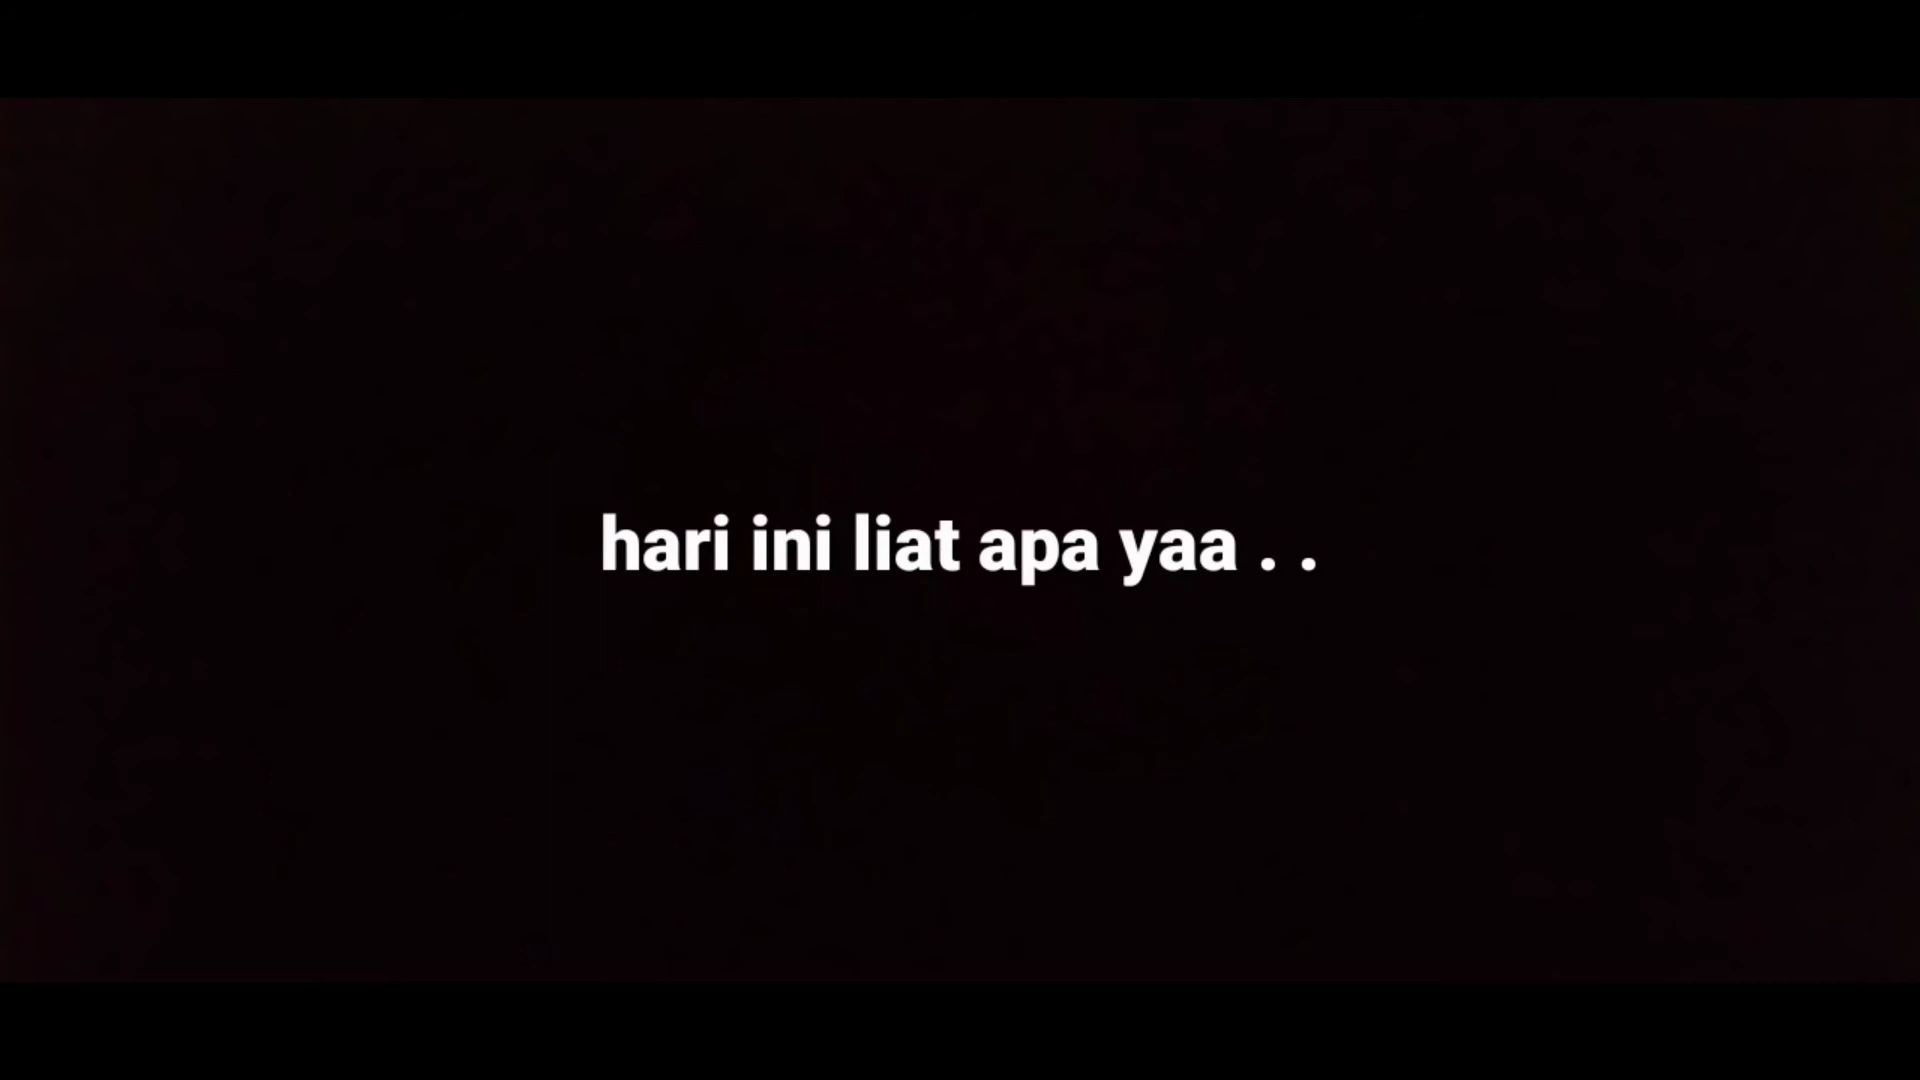 hari ini liat apa yaa . .